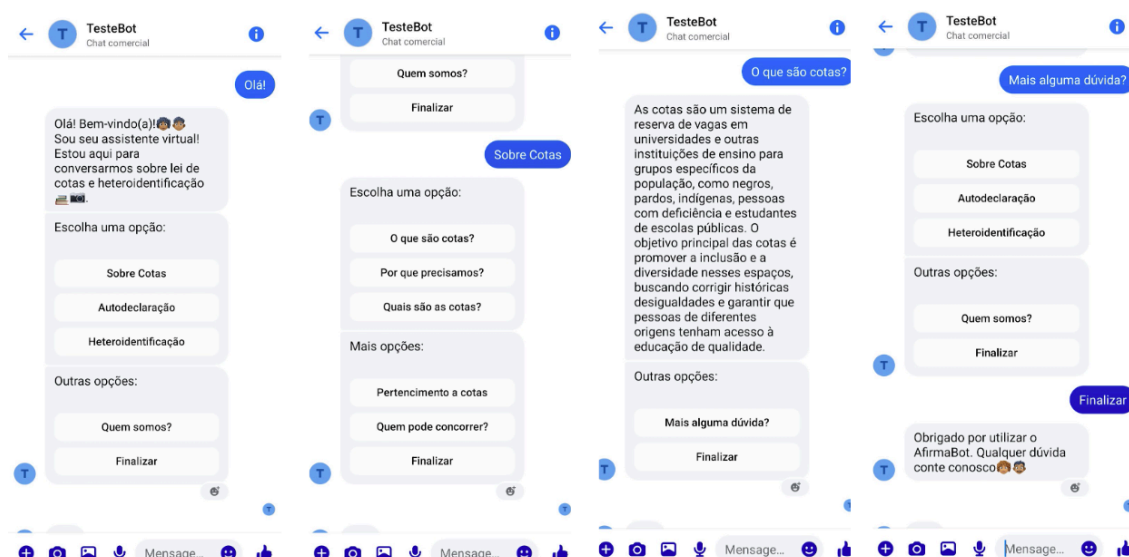 TesteBot
Chat comercial
Olá!
Olá! Bem-vindo(a)!
Sou seu assistente virtual!
Estou aqui para
conversarmos sobre lei de
cotas e heteroidentificação
.
Escolha uma opção:
Sobre Cotas
Autodeclaração
Heteroidentificação
Outras opções:
Quem somos?
Finalizar
T
T
Message...
T
TesteBot
Chat comercial
Quem somos?
Finalizar
T
Sobre Cotas
Escolha uma opção:
O que são cotas?
Por que precisamos?
Quais são as cotas?
Mais opções:
Pertencimento a cotas
Quem pode concorrer?
Finalizar
T
T
Message...
T
TesteBot
Chat comercial
O que são cotas?
As cotas são um sistema de
reserva de vagas em
universidades e outras
instituições de ensino para
grupos específicos da
população, como negros,
pardos, indígenas, pessoas
com deficiência e estudantes
de escolas públicas. O
objetivo principal das cotas é
promover a inclusão e a
diversidade nesses espaços,
buscando corrigir históricas
desigualdades e garantir que
pessoas de diferentes
origens tenham acesso à
educação de qualidade.
Outras opções:
Mais alguma dúvida?
Finalizar
T
Message...
T
TesteBot
Chat comercial
Mais alguma dúvida?
Escolha uma opção:
Sobre Cotas
Autodeclaração
Heteroidentificação
Outras opções:
Quem somos?
Finalizar
T
Finalizar
Obrigado por utilizar o
AfirmaBot. Qualquer dúvida
conte conosco
T
Message...
T